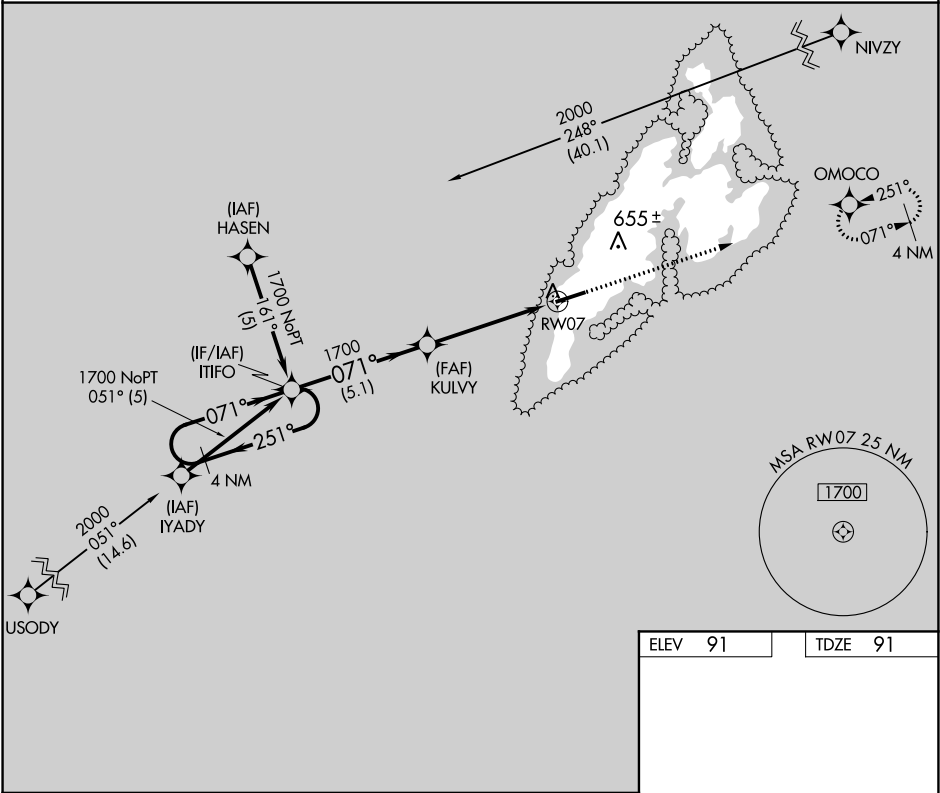 NIVZY
2000
248°
(40.1)
OMOCO
251°
071°
4 NM
(IAF)
HASEN
655 ±
1700 NoPT
161°
(5)
RW07
(IF/IAF)
ITIFO
1700
071°
(5.1)
(FAF)
KULVY
1700 NoPT
051° (5)
071°
251°
4 NM
(IAF)
IYADY
MSA RW07 25 NM
1700
2000
051°
(14.6)
USODY
ELEV 91
TDZE 91